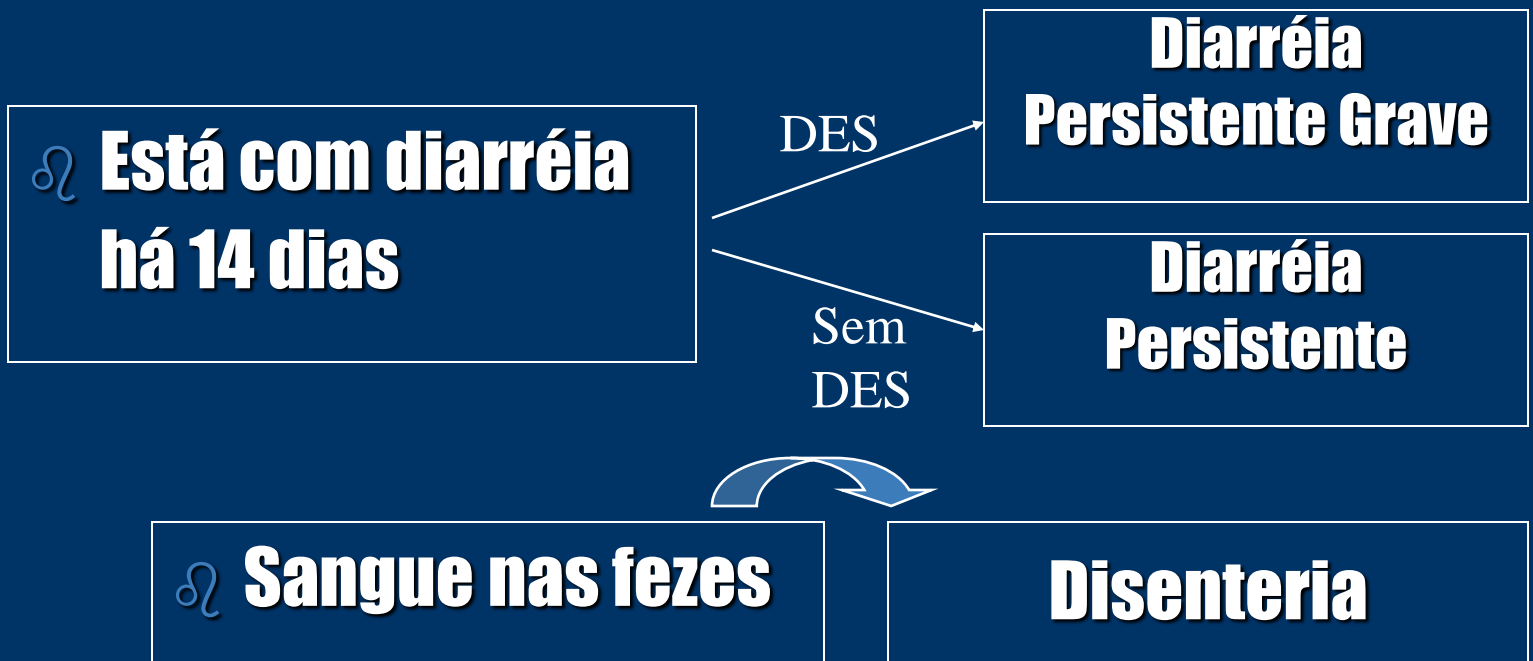 Está com diarréia
há 14 dias
DES
Diarréia
Persistente Grave
Sem
DES
Diarréia
Persistente
Sangue nas fezes
Disenteria